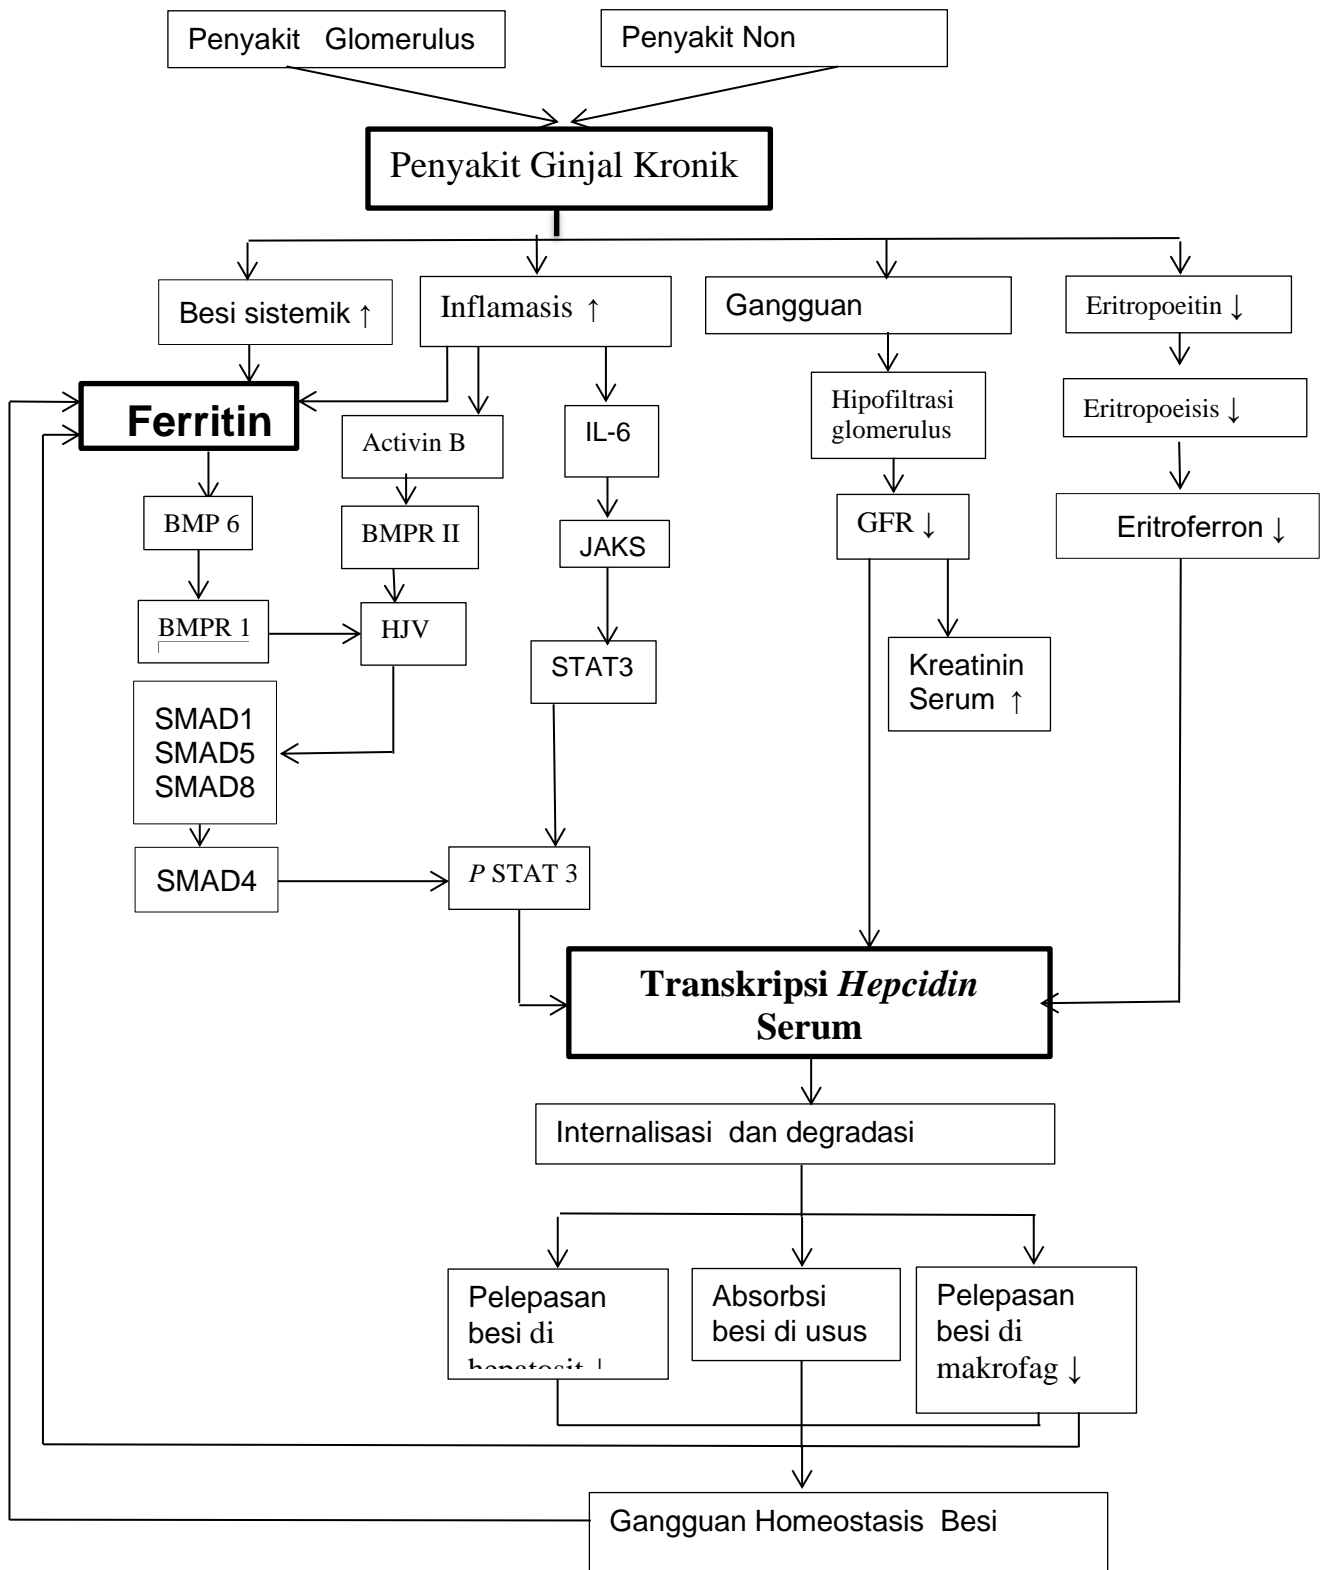 Penyakit Glomerulus
Penyakit Non
Penyakit Ginjal Kronik
Besi sistemik ↑
Inflamasis ↑
Gangguan
Eritropoeitin ↓
Ferritin
Activin B
IL-6
Hipofiltrasi
glomerulus
Eritropoeisis ↓
BMP 6
BMPR II
JAKS
GFR ↓
Eritroferron ↓
BMPR 1
HJV
STAT3
Kreatinin
Serum ↑
SMAD1
SMAD5
SMAD8
SMAD4
P STAT 3
Transkripsi Hepcidin
Serum
Internalisasi dan degradasi
Pelepasan
besi di
hepatosit ↓
Absorbsi
besi di usus
Pelepasan
besi di
makrofag ↓
Gangguan Homeostasis Besi